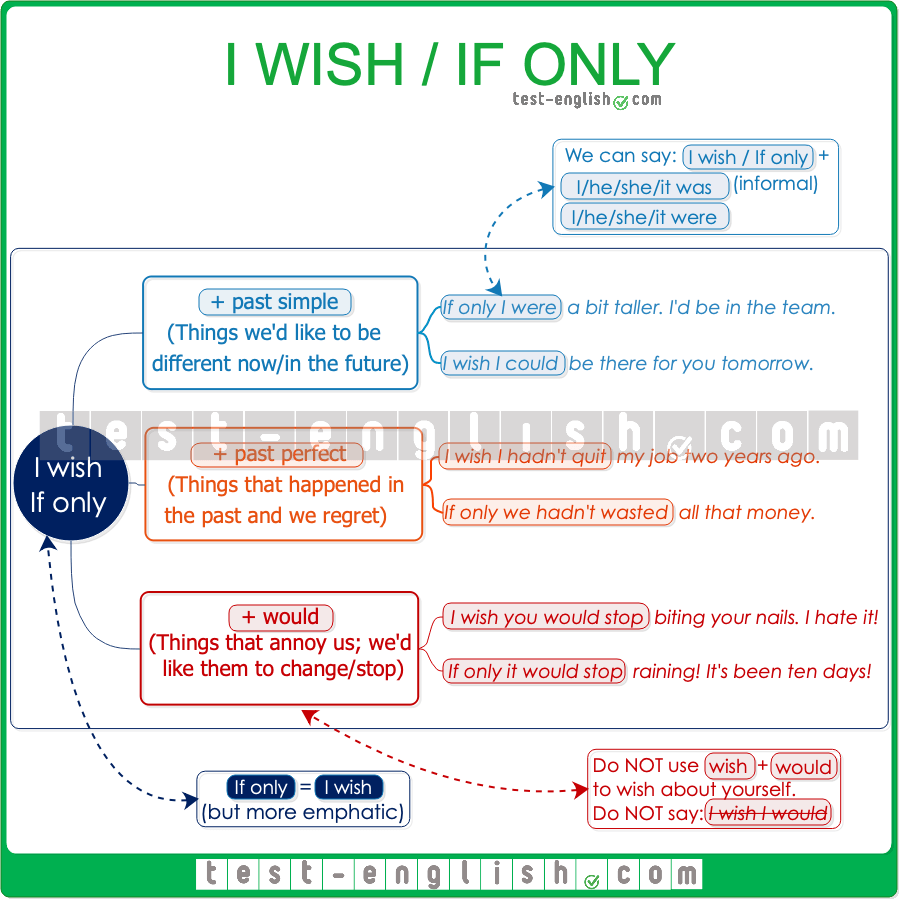 I WISH / IF ONLY
test-english.com
We can say: I wish / If only +
I/he/she/it was (informal)
I/he/she/it were
+ past simple
(Things we'd like to be
different now/in the future)
If only I were a bit taller. I'd be in the team.
I wish I could be there for you tomorrow.
test-english.com
I wish
If only
+ past perfect
(Things that happened in
the past and we regret)
I wish I hadn't quit my job two years ago.
If only we hadn't wasted all that money.
+ would
(Things that annoy us; we'd
like them to change/stop)
I wish you would stop biting your nails. I hate it!
If only it would stop raining! It's been ten days!
If only = I wish
(but more emphatic)
Do NOT use wish + would
to wish about yourself.
Do NOT say: I wish I would
test-english.com